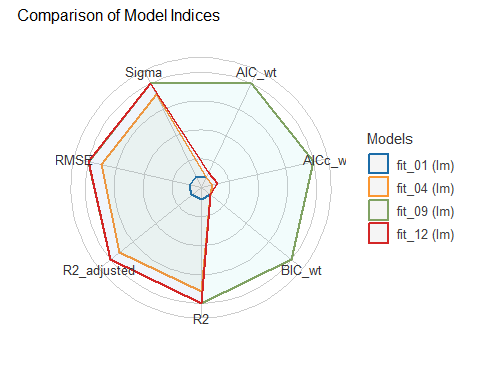 Comparison of Model Indices
Sigma
AIC_wt
RMSE
AICc_w
R2_adjusted
BIC_wt
R2
Models
fit_01 (lm)
fit_04 (lm)
fit_09 (lm)
fit_12 (lm)